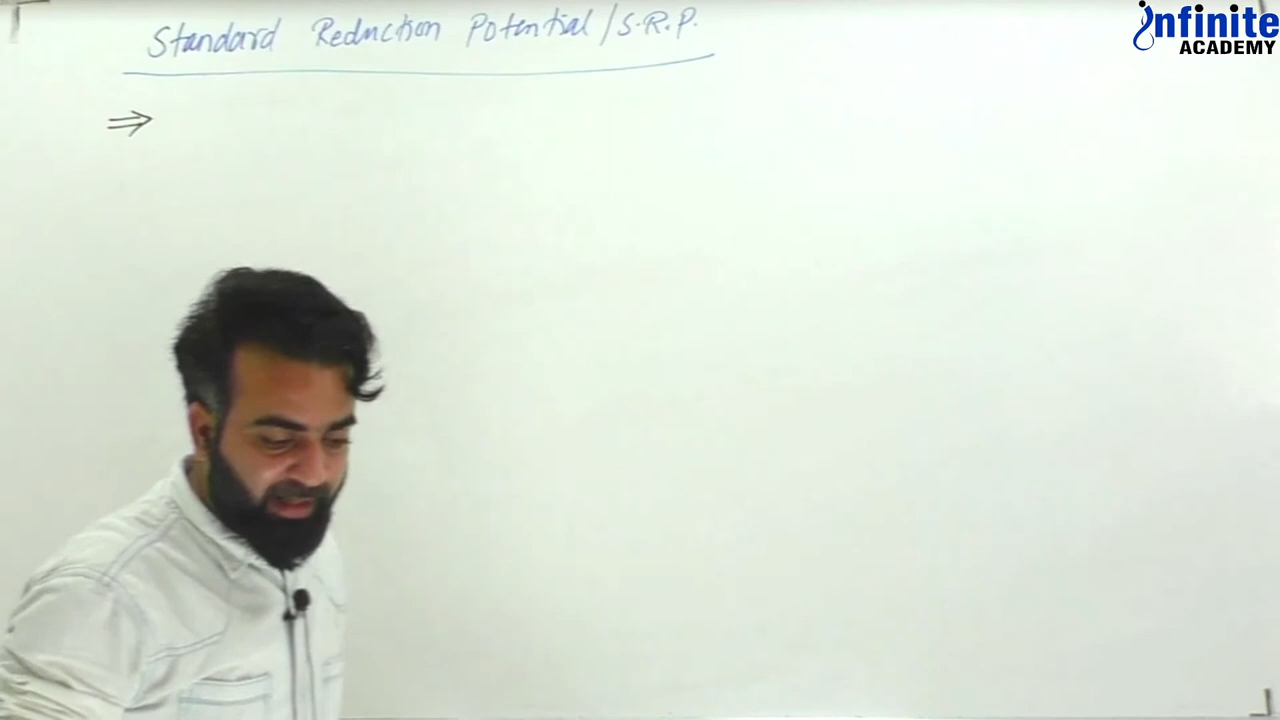 Standard Reduction Potential / S.R.P.
⇒
infinite
ACADEMY